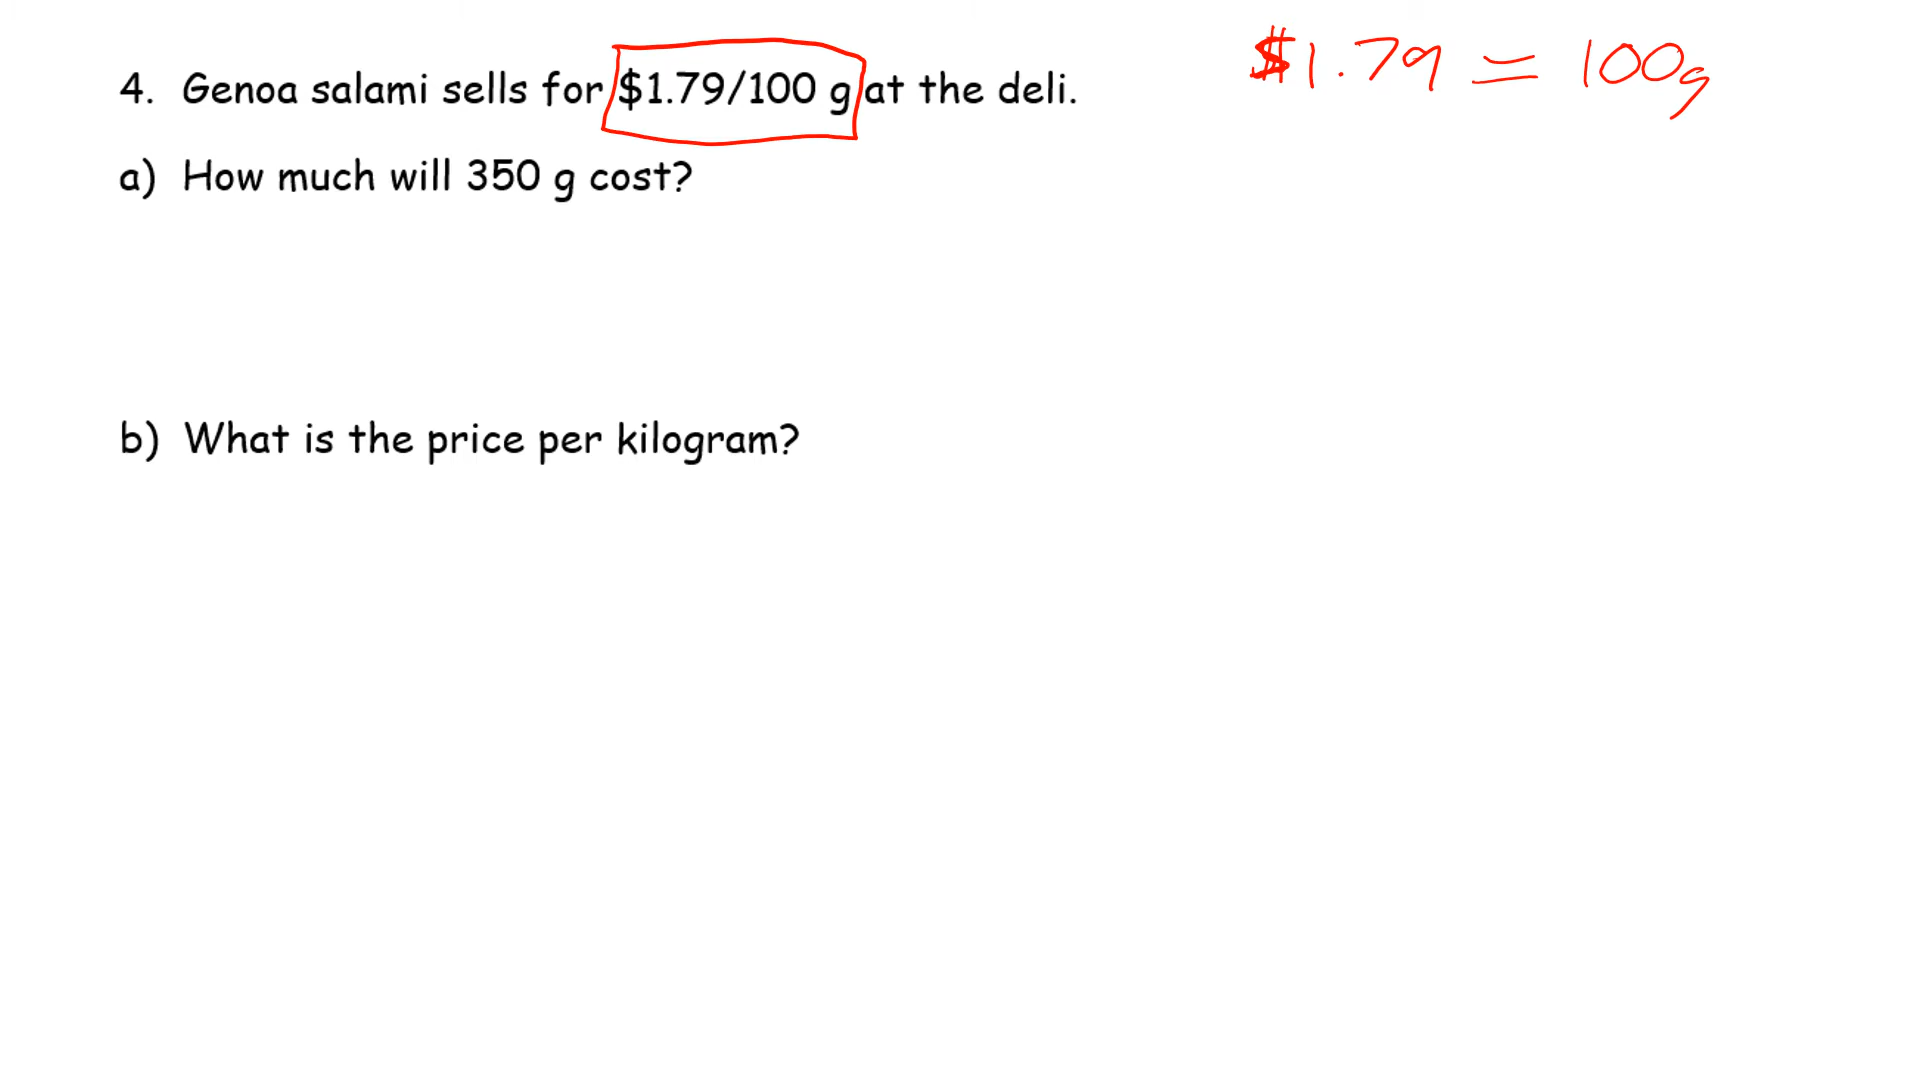 4. Genoa salami sells for $1.79/100 g at the deli.
$1.79 = 100g
a) How much will 350 g cost?
b) What is the price per kilogram?